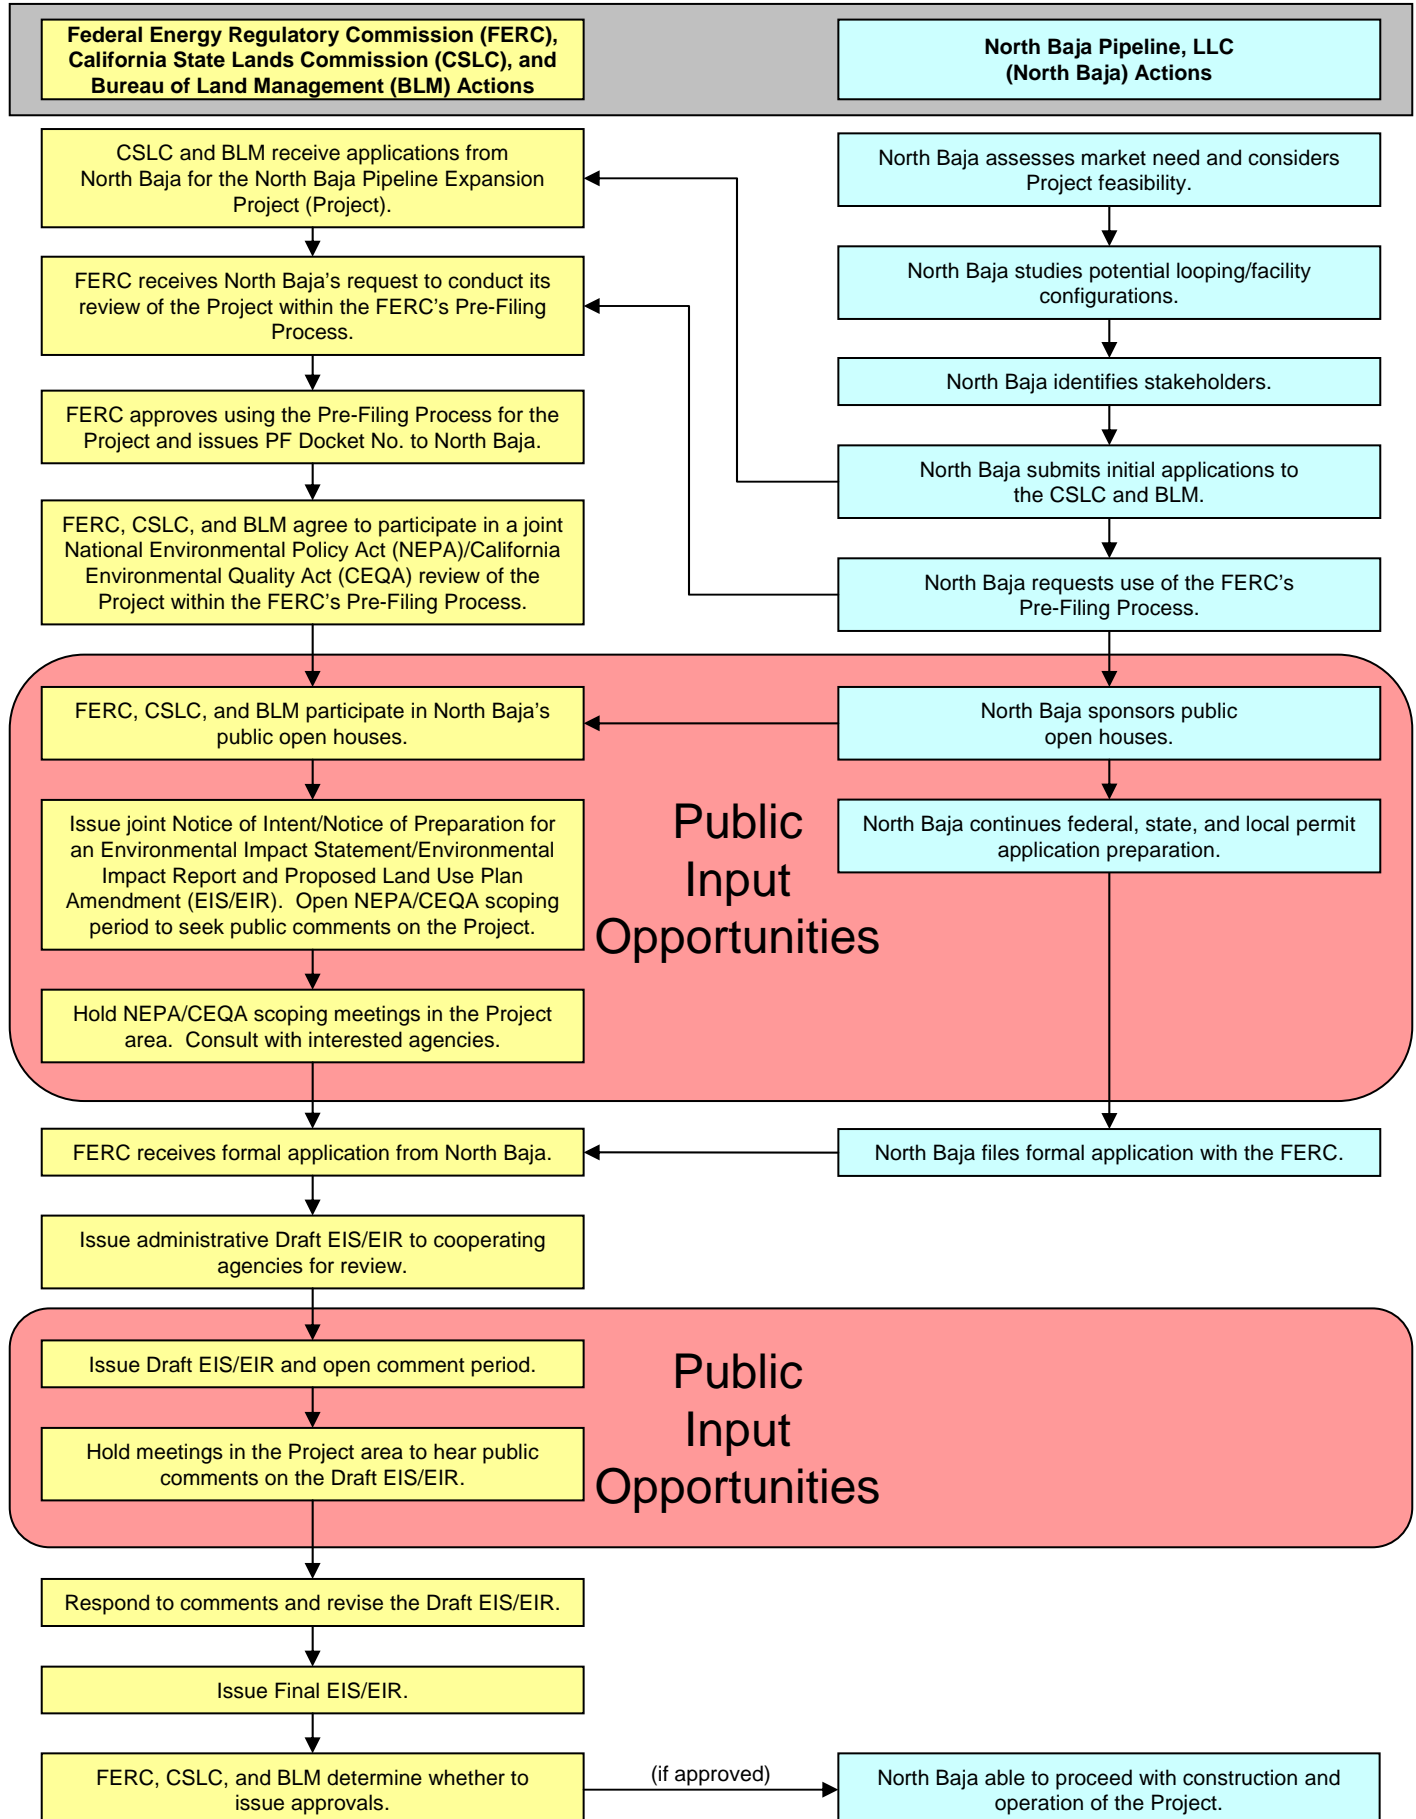 Federal Energy Regulatory Commission (FERC),
California State Lands Commission (CSLC), and
Bureau of Land Management (BLM) Actions
North Baja Pipeline, LLC
(North Baja) Actions
CSLC and BLM receive applications from
North Baja for the North Baja Pipeline Expansion
Project (Project).
North Baja assesses market need and considers
Project feasibility.
FERC receives North Baja’s request to conduct its
review of the Project within the FERC’s Pre-Filing
Process.
North Baja studies potential looping/facility
configurations.
FERC approves using the Pre-Filing Process for the
Project and issues PF Docket No. to North Baja.
North Baja identifies stakeholders.
North Baja submits initial applications to
the CSLC and BLM.
FERC, CSLC, and BLM agree to participate in a joint
National Environmental Policy Act (NEPA)/California
Environmental Quality Act (CEQA) review of the
Project within the FERC’s Pre-Filing Process.
North Baja requests use of the FERC’s
Pre-Filing Process.
FERC, CSLC, and BLM participate in North Baja’s
public open houses.
North Baja sponsors public
open houses.
Issue joint Notice of Intent/Notice of Preparation for
an Environmental Impact Statement/Environmental
Impact Report and Proposed Land Use Plan
Amendment (EIS/EIR).  Open NEPA/CEQA scoping
period to seek public comments on the Project.
Public
Input
Opportunities
North Baja continues federal, state, and local permit
application preparation.
Hold NEPA/CEQA scoping meetings in the Project
area.  Consult with interested agencies.
FERC receives formal application from North Baja.
North Baja files formal application with the FERC.
Issue administrative Draft EIS/EIR to cooperating
agencies for review.
Issue Draft EIS/EIR and open comment period.
Public
Input
Opportunities
Hold meetings in the Project area to hear public
comments on the Draft EIS/EIR.
Respond to comments and revise the Draft EIS/EIR.
Issue Final EIS/EIR.
FERC, CSLC, and BLM determine whether to
issue approvals.
(if approved)
North Baja able to proceed with construction and
operation of the Project.